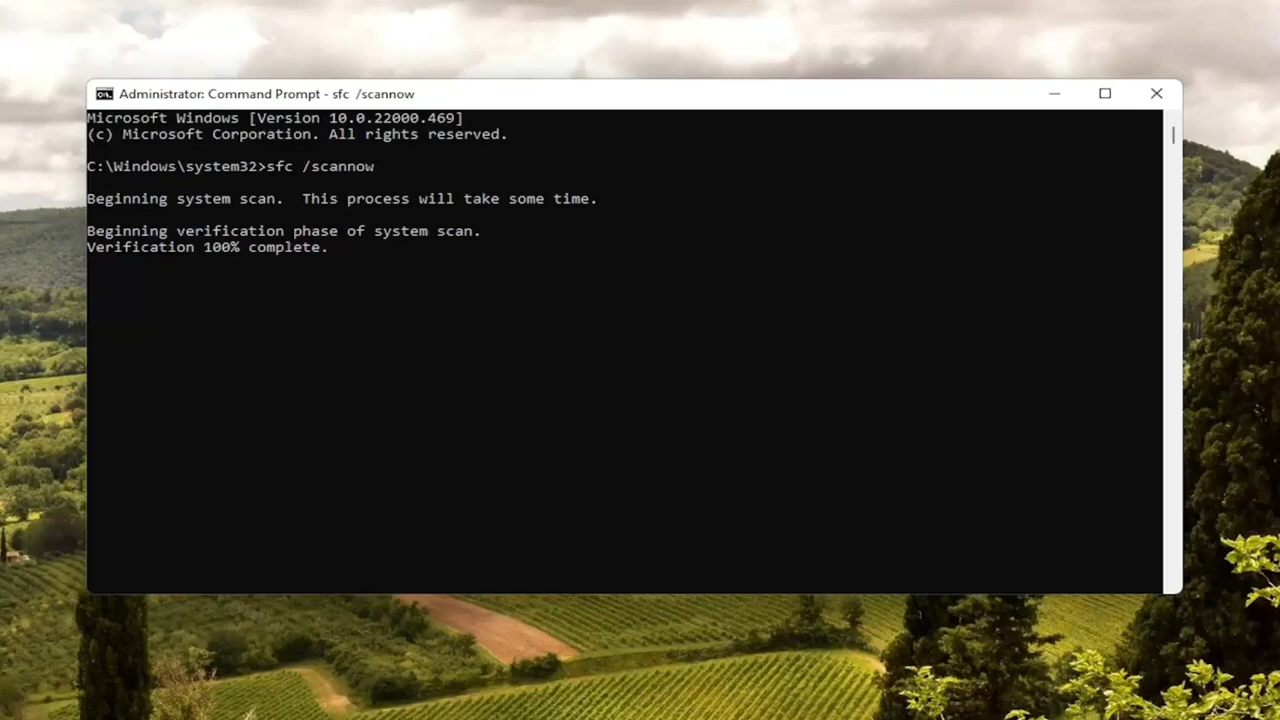 Administrator: Command Prompt - sfc  /scannow
Microsoft Windows [Version 10.0.22000.469]
(c) Microsoft Corporation. All rights reserved.
C:\Windows\system32>sfc /scannow
Beginning system scan.  This process will take some time.
Beginning verification phase of system scan.
Verification 100% complete.